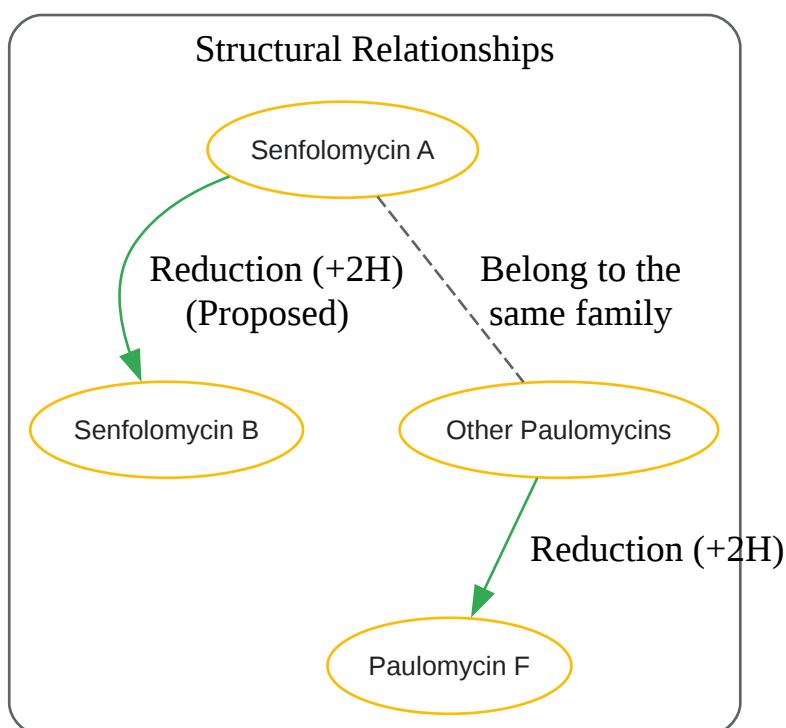 Structural Relationships
Senfolomycin A
Reduction (+2H)
(Proposed)
Belong to the
same family
Senfolomycin B
Other Paulomycins
Reduction (+2H)
Paulomycin F